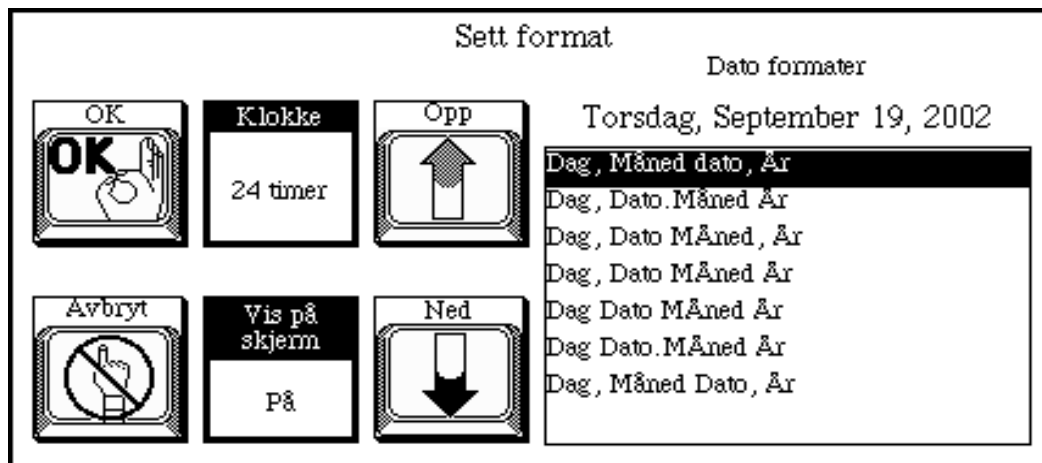 Sett format
Dato formater
OK
OK
Klokke
24 timer
Opp
Torsdag, September 19, 2002
Dag, Måned dato, År
Dag, Dato.Måned År
Dag, Dato MÅned, År
Dag, Dato MÅned År
Dag Dato MÅned År
Dag Dato.MÅned År
Dag, Måned Dato, År
Avbryt
Vis på
skjerm
På
Ned